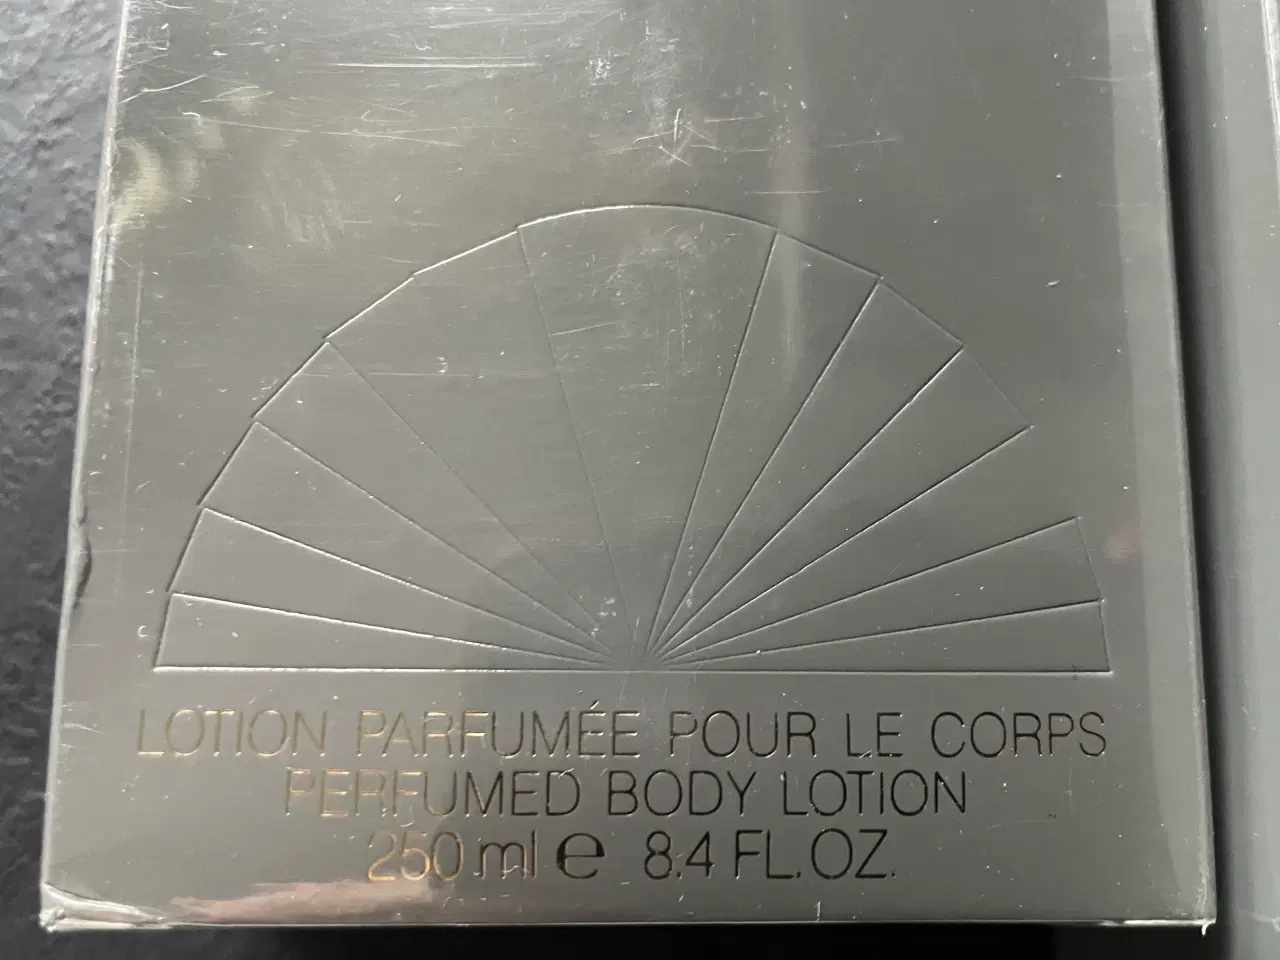 LOTION PARFUMÉE POUR LE CORPS
PERFUMED BODY LOTION
250 ml ℮ 8.4 FL.OZ.